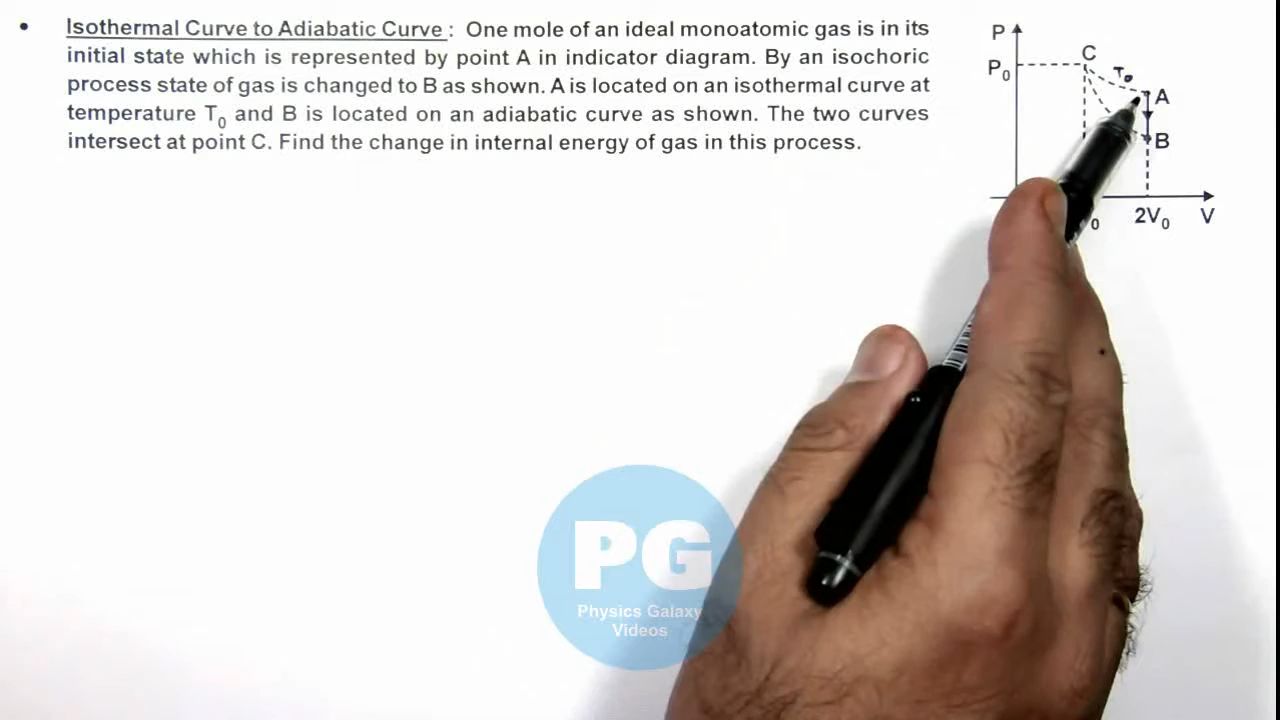 • Isothermal Curve to Adiabatic Curve : One mole of an ideal monoatomic gas is in its
initial state which is represented by point A in indicator diagram. By an isochoric
process state of gas is changed to B as shown. A is located on an isothermal curve at
temperature T₀ and B is located on an adiabatic curve as shown. The two curves
intersect at point C. Find the change in internal energy of gas in this process.
P
C
P₀
T₀
A
B
₀
2V₀
V
PG
Physics Galaxy
Videos